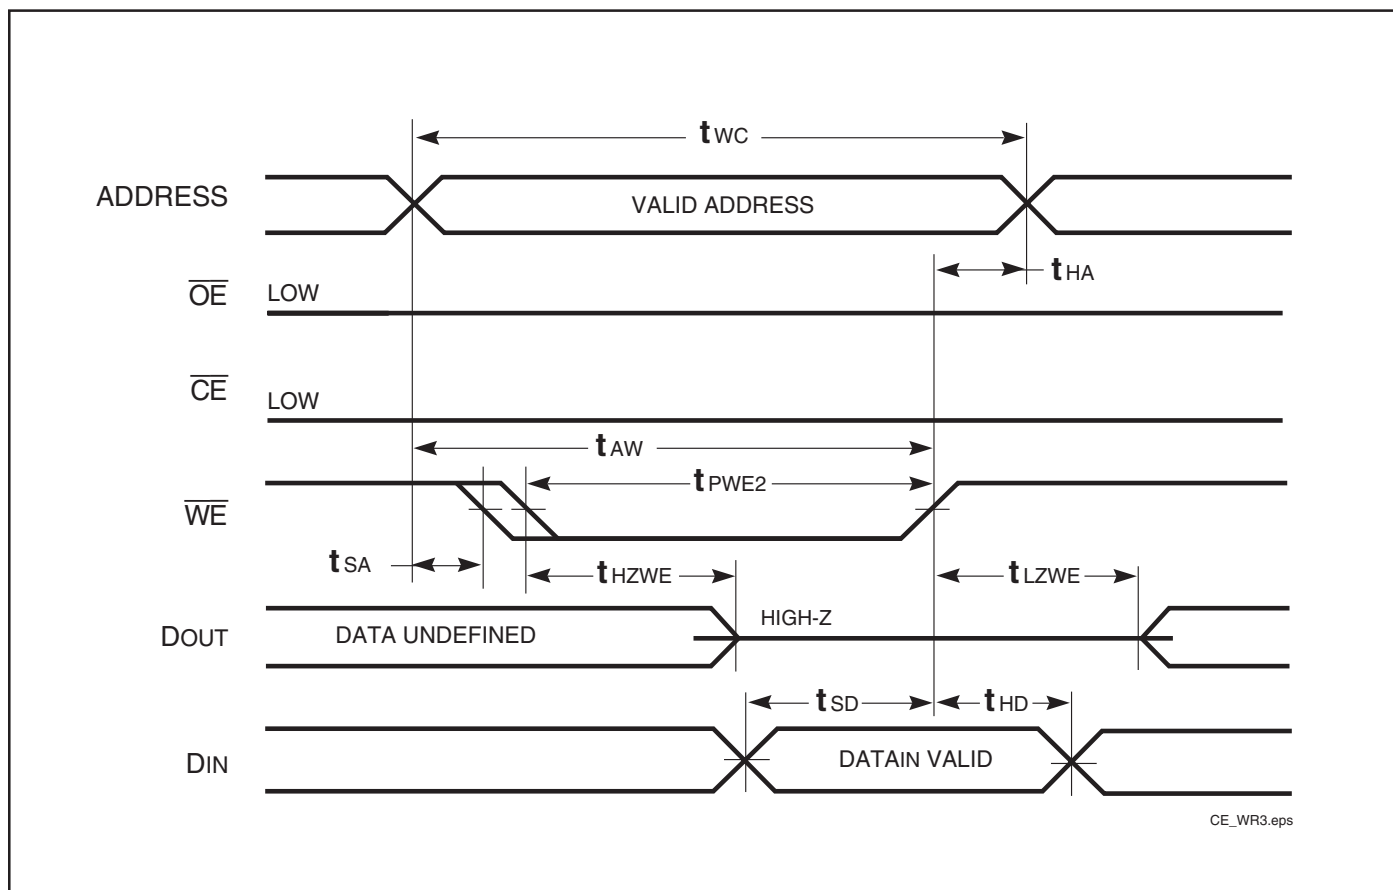 tWC
ADDRESS
VALID ADDRESS
tHA
OE
LOW
CE
LOW
tAW
tPWE2
WE
tSA
tHZWE
tLZWE
DOUT
DATA UNDEFINED
HIGH-Z
tSD
tHD
DIN
DATAIN VALID
CE_WR3.eps